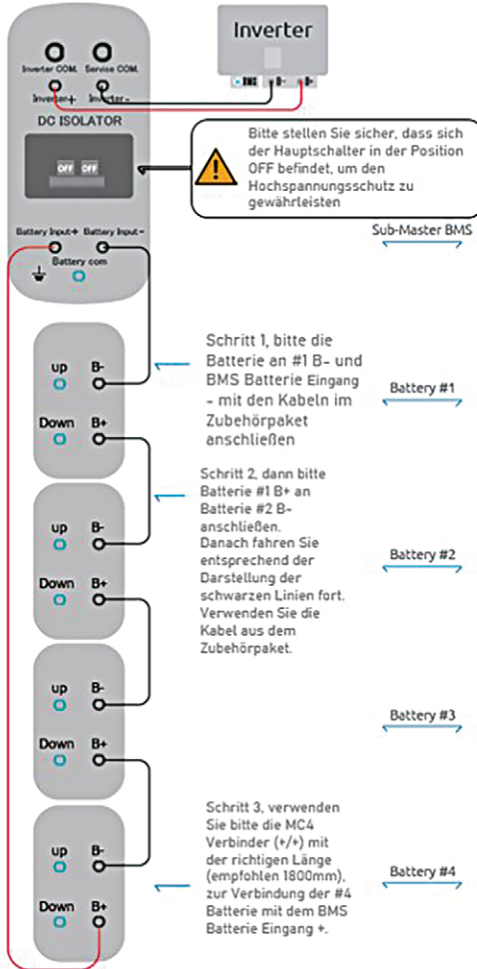 Inverter
Inverter COM. Service COM.
BMS B- B+
Inverter+ Inverter-
DC ISOLATOR
OFF OFF
Bitte stellen Sie sicher, dass sich
der Hauptschalter in der Position
OFF befindet, um den
Hochspannungsschutz zu
gewährleisten
Sub-Master BMS
Battery Input+ Battery Input-
Battery com
Schritt 1, bitte die
Batterie an #1 B- und
BMS Batterie Eingang
- mit den Kabeln im
Zubehörpaket
anschließen
up B-
Down B+
Battery #1
Schritt 2, dann bitte
Batterie #1 B+ an
Batterie #2 B-
anschließen.
Danach fahren Sie
entsprechend der
Darstellung der
schwarzen Linien fort.
Verwenden Sie die
Kabel aus dem
Zubehörpaket.
up B-
Down B+
Battery #2
up B-
Down B+
Battery #3
Schritt 3, verwenden
Sie bitte die MC4
Verbinder (+/+) mit
der richtigen Länge
(empfohlen 1800mm),
zur Verbindung der #4
Batterie mit dem BMS
Batterie Eingang +.
up B-
Down B+
Battery #4